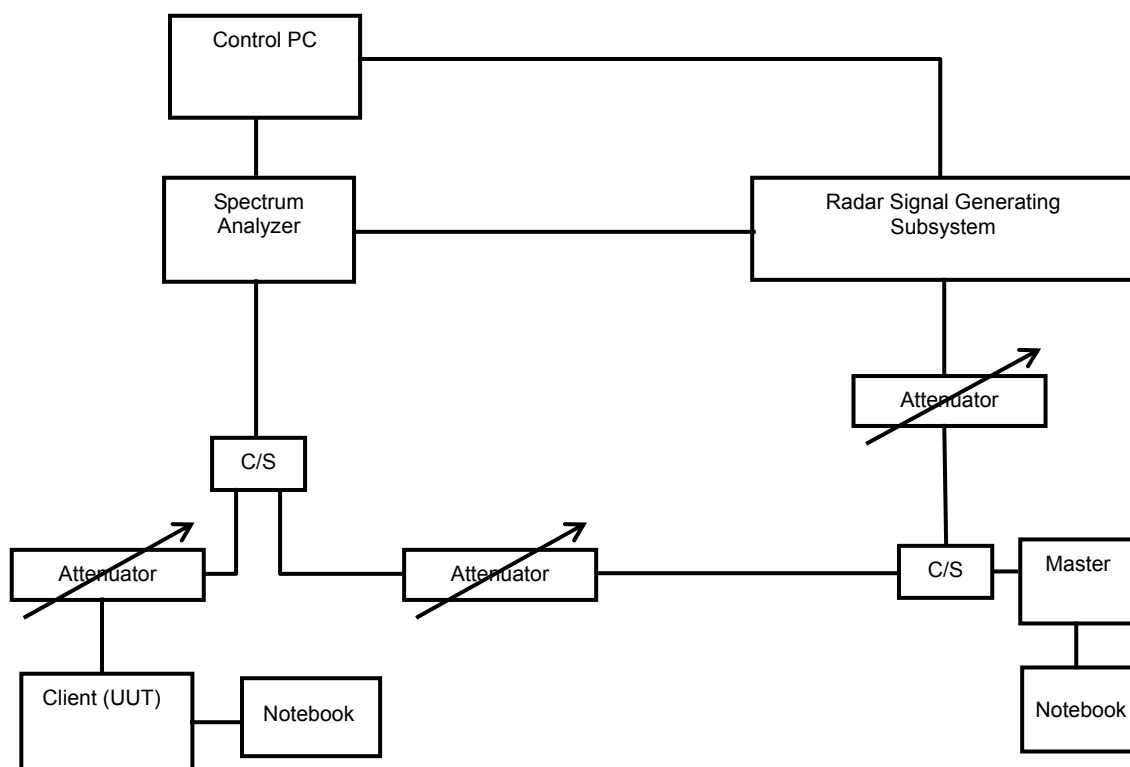 Control PC
Spectrum
Analyzer
Radar Signal Generating
Subsystem
Attenuator
C/S
Attenuator
Attenuator
C/S
Master
Client (UUT)
Notebook
Notebook